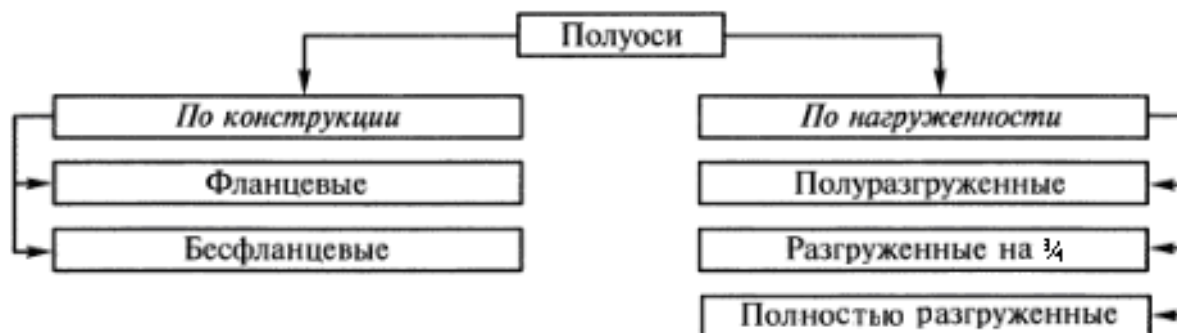 Полуоси
По конструкции
Фланцевые
Бесфланцевые
По нагруженности
Полуразгруженные
Разгруженные на ¾
Полностью разгруженные